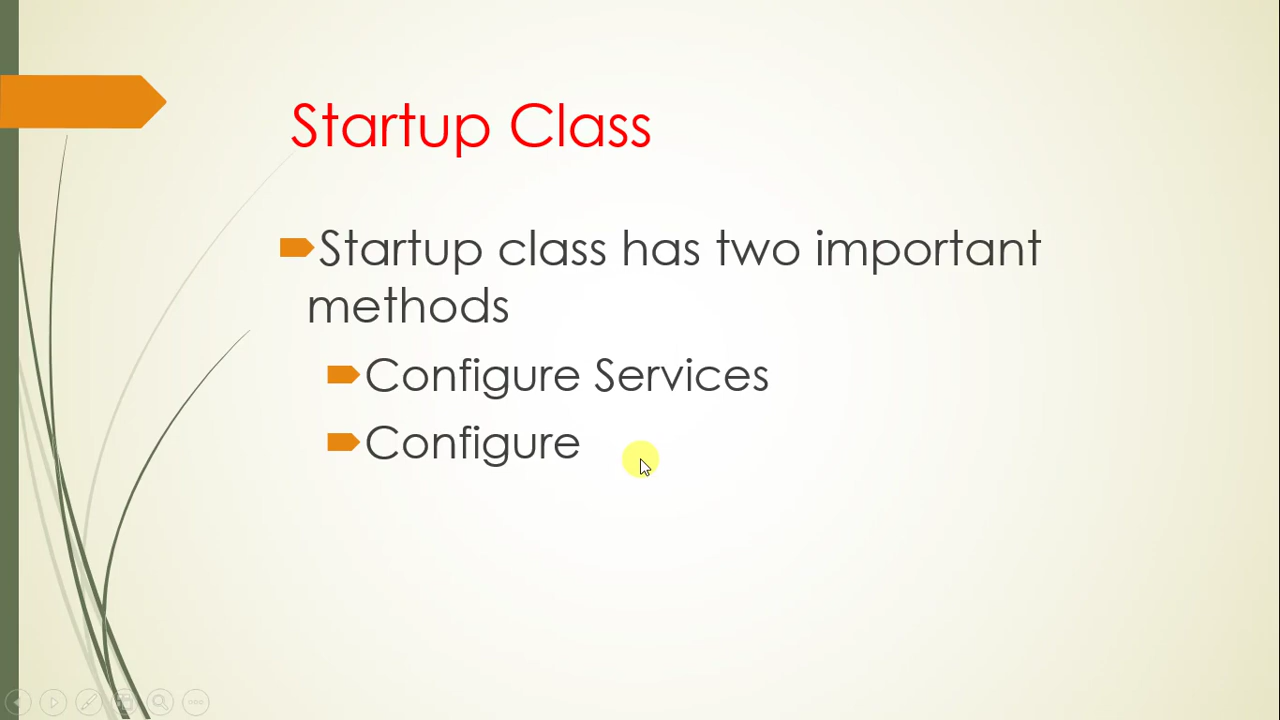 Startup Class
Startup class has two important
methods
Configure Services
Configure